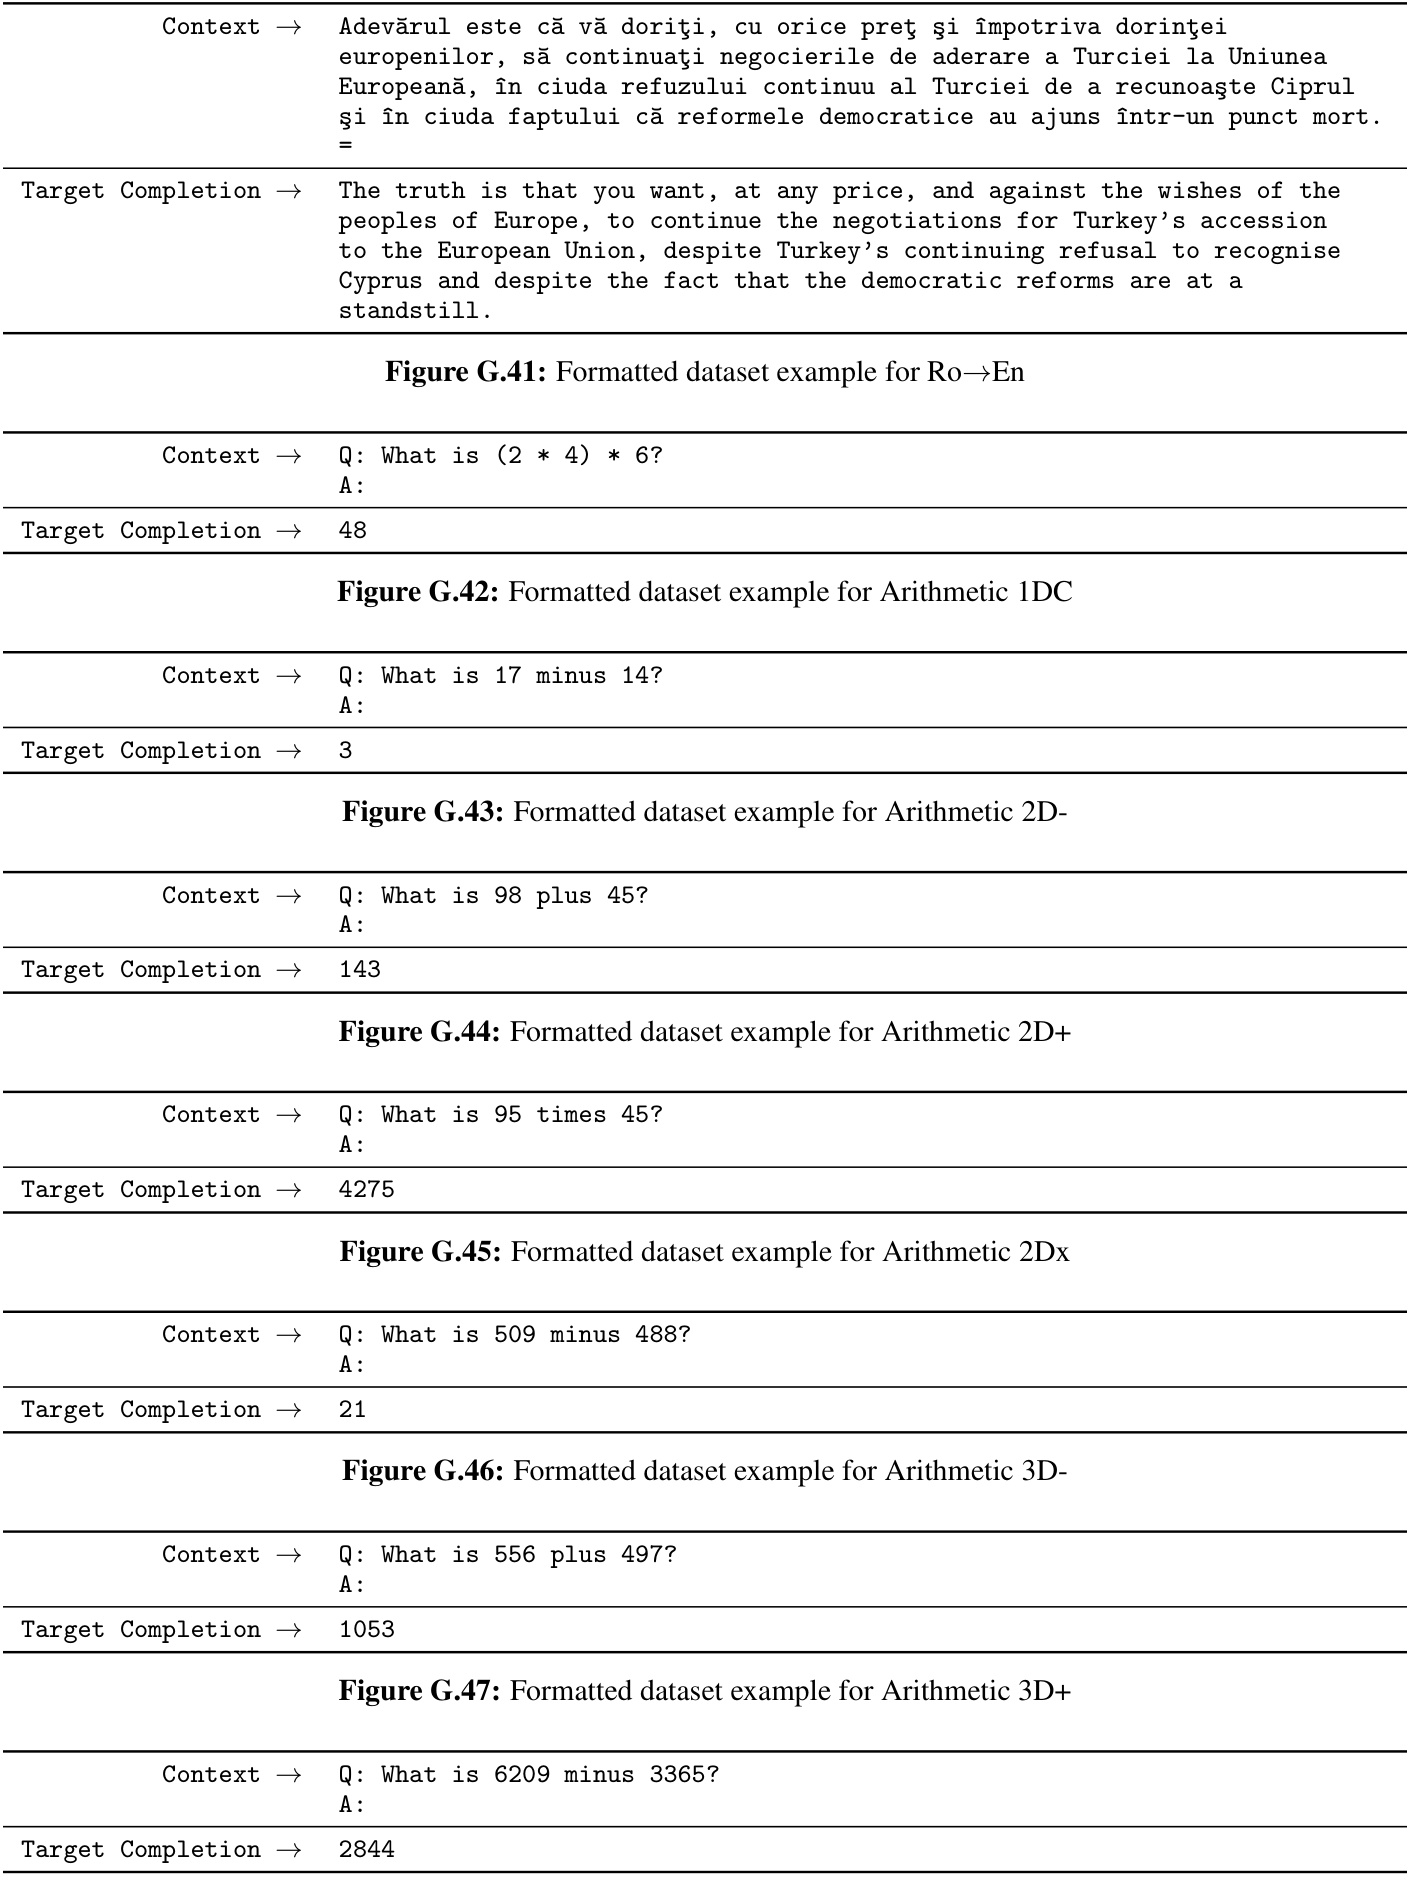 Context → Adevărul este că vă doriţi, cu orice preţ şi împotriva dorinţei
europenilor, să continuaţi negocierile de aderare a Turciei la Uniunea
Europeană, în ciuda refuzului continuu al Turciei de a recunoaşte Ciprul
şi în ciuda faptului că reformele democratice au ajuns într-un punct mort.
=
Target Completion → The truth is that you want, at any price, and against the wishes of the
peoples of Europe, to continue the negotiations for Turkey's accession
to the European Union, despite Turkey's continuing refusal to recognise
Cyprus and despite the fact that the democratic reforms are at a
standstill.
Figure G.41: Formatted dataset example for Ro→En
Context → Q: What is (2 * 4) * 6?
A:
Target Completion → 48
Figure G.42: Formatted dataset example for Arithmetic 1DC
Context → Q: What is 17 minus 14?
A:
Target Completion → 3
Figure G.43: Formatted dataset example for Arithmetic 2D-
Context → Q: What is 98 plus 45?
A:
Target Completion → 143
Figure G.44: Formatted dataset example for Arithmetic 2D+
Context → Q: What is 95 times 45?
A:
Target Completion → 4275
Figure G.45: Formatted dataset example for Arithmetic 2Dx
Context → Q: What is 509 minus 488?
A:
Target Completion → 21
Figure G.46: Formatted dataset example for Arithmetic 3D-
Context → Q: What is 556 plus 497?
A:
Target Completion → 1053
Figure G.47: Formatted dataset example for Arithmetic 3D+
Context → Q: What is 6209 minus 3365?
A:
Target Completion → 2844